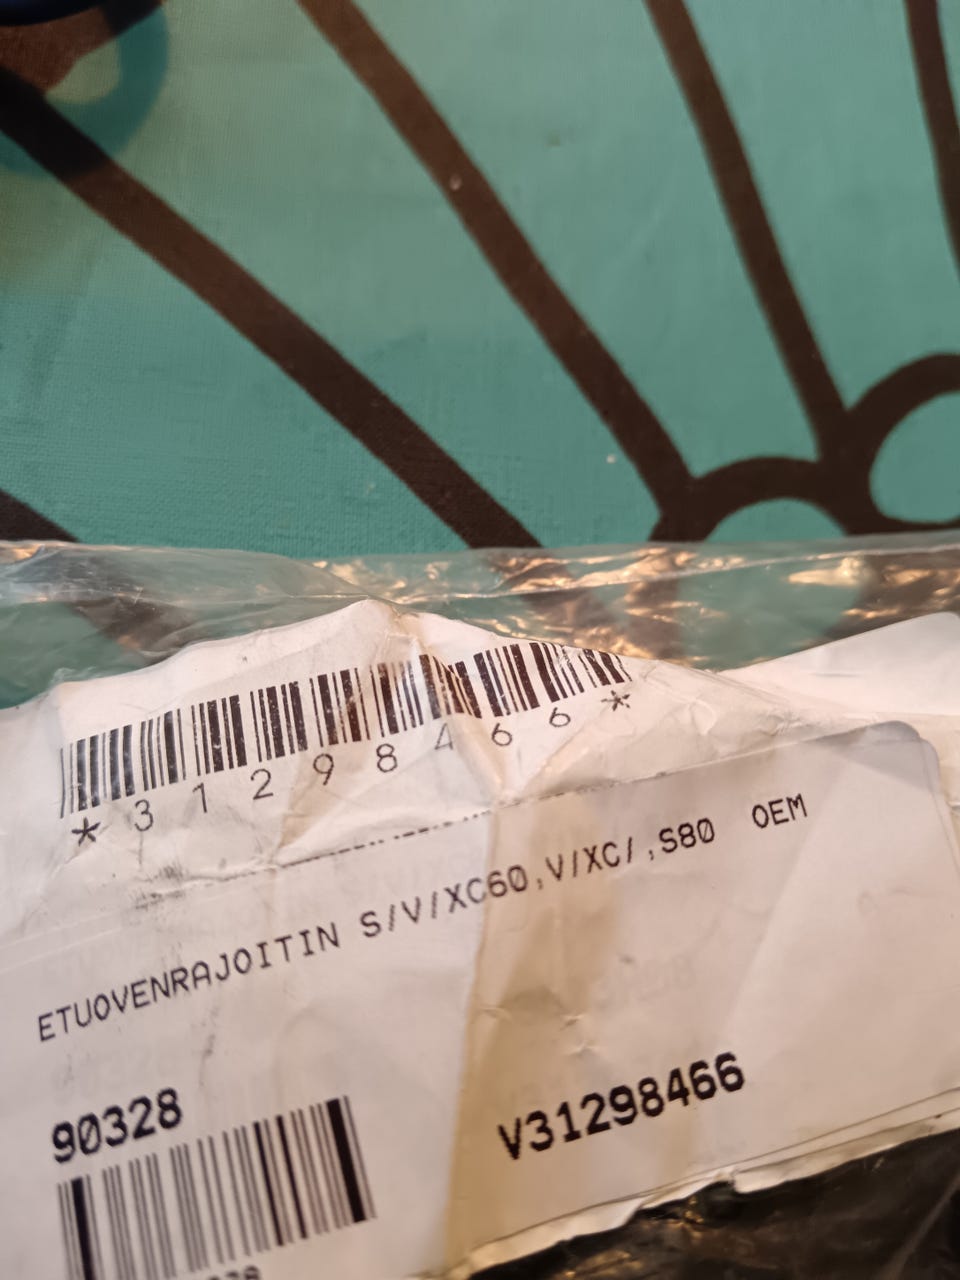 *31298466*
ETUOVENRAJOITIN S/V/XC60,V/XC/,S80 OEM
90328
V31298466